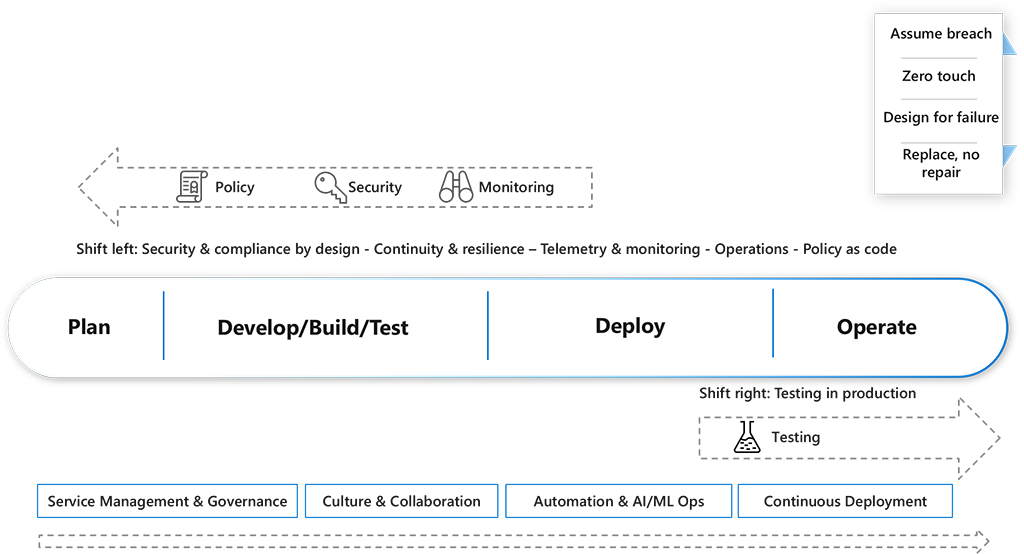 Assume breach
Zero touch
Design for failure
Replace, no
repair
Policy
Security
Monitoring
Shift left: Security & compliance by design - Continuity & resilience – Telemetry & monitoring - Operations - Policy as code
Plan
Develop/Build/Test
Deploy
Operate
Shift right: Testing in production
Testing
Service Management & Governance
Culture & Collaboration
Automation & AI/ML Ops
Continuous Deployment